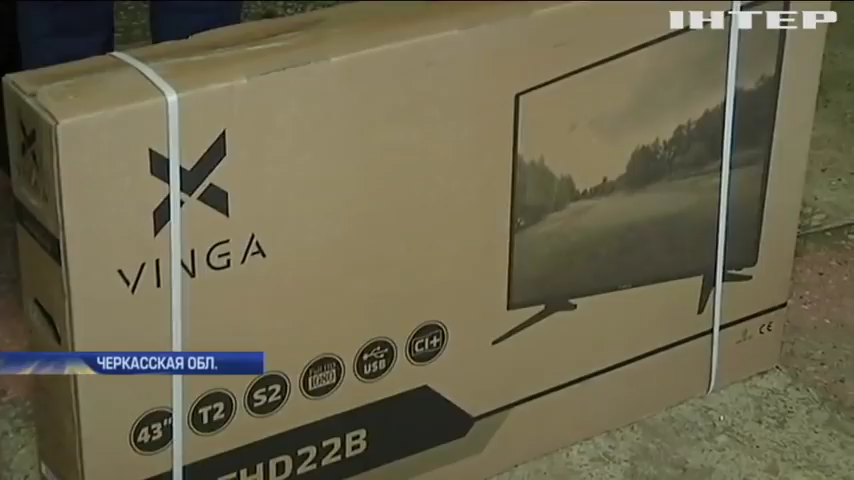 ІНТЕР
VINGA
ЧЕРКАССКАЯ ОБЛ.
43" T2 S2 Full HD 1080 USB CI+
FHD22B
CE